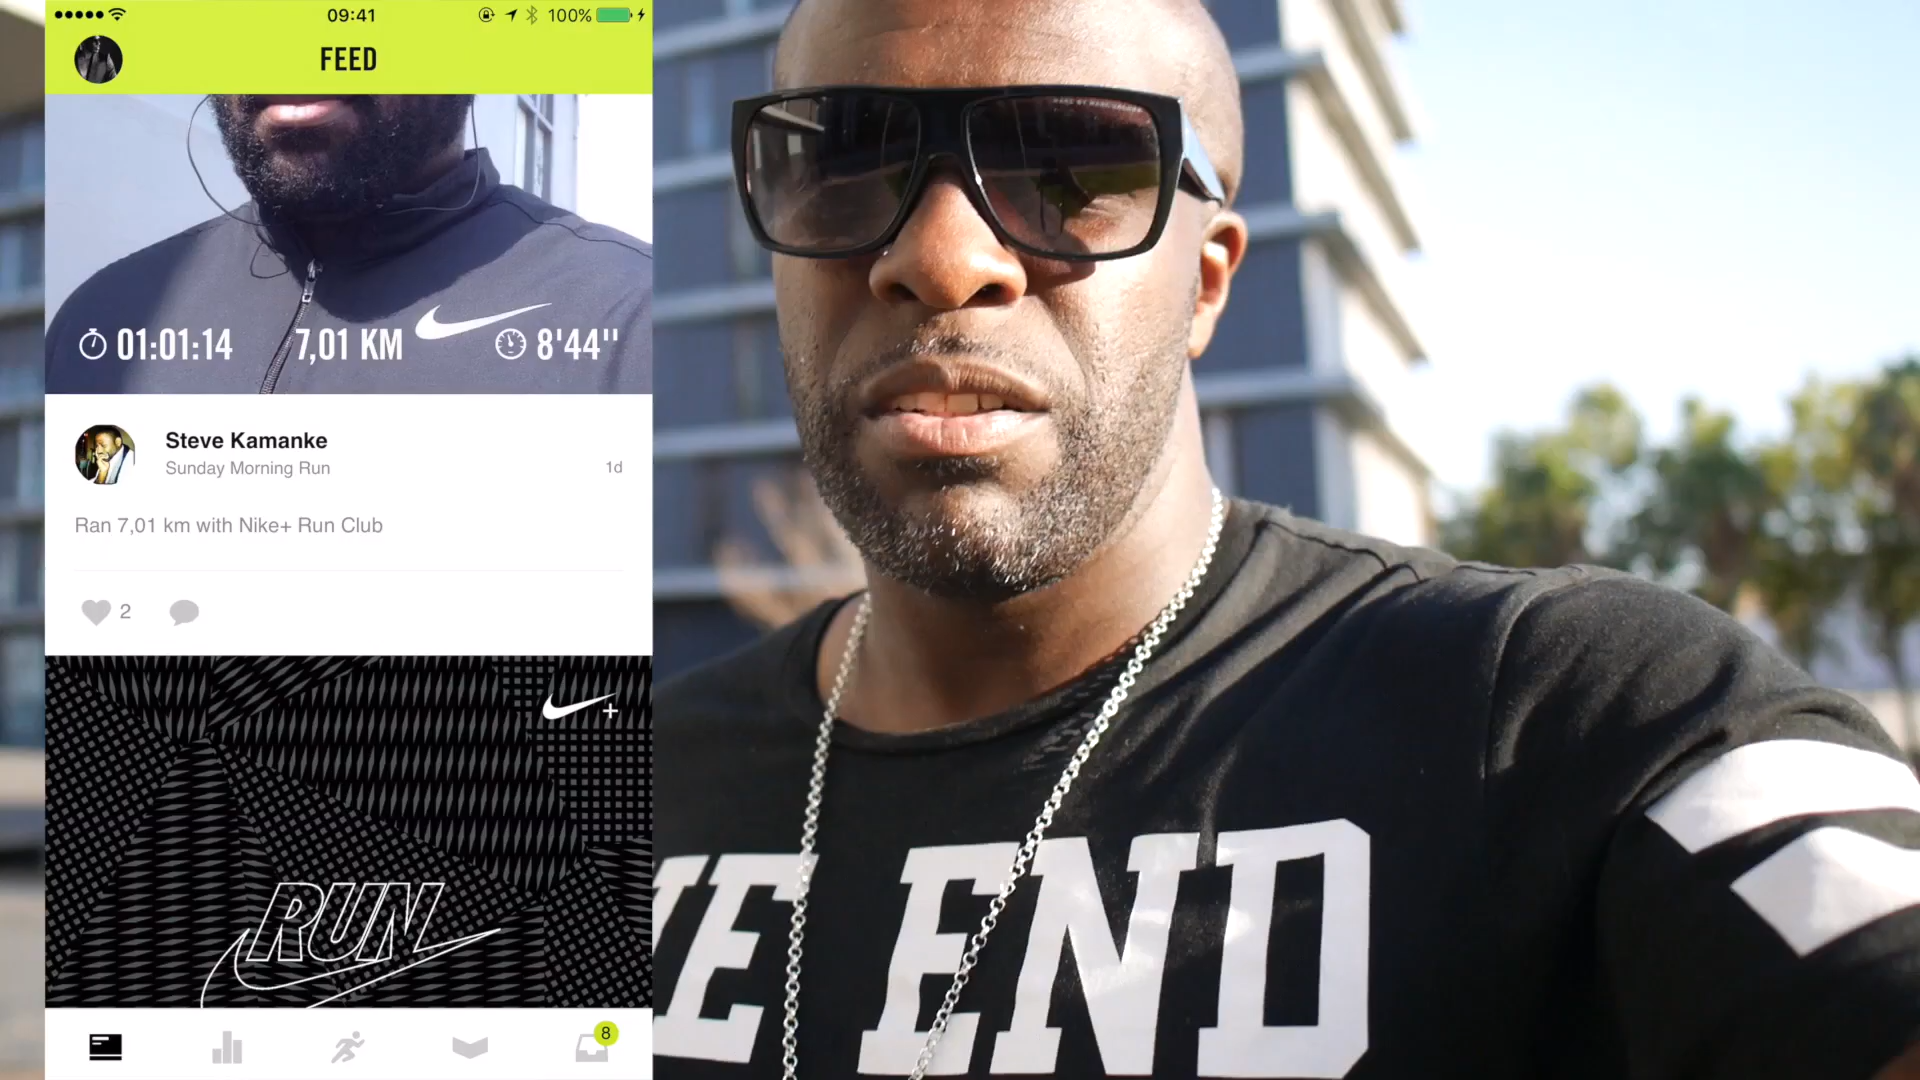 09:41
100%
FEED
01:01:14
7,01 KM
8'44"
Steve Kamanke
Sunday Morning Run
1d
Ran 7,01 km with Nike+ Run Club
2
+
RUN
8
E END